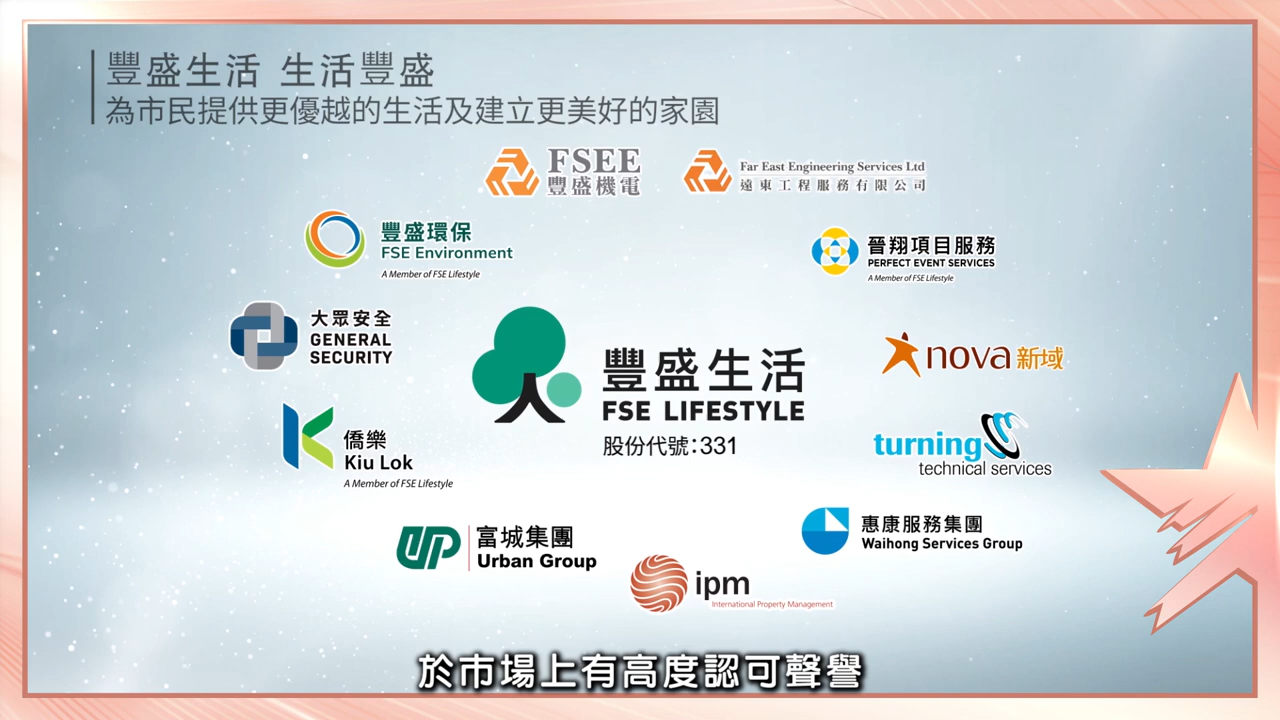 豐盛生活 生活豐盛
為市民提供更優越的生活及建立更美好的家園
FSEE
豐盛機電
Far East Engineering Services Ltd
遠東工程服務有限公司
豐盛環保
FSE Environment
A Member of FSE Lifestyle
晉翔項目服務
PERFECT EVENT SERVICES
A Member of FSE Lifestyle
大眾安全
GENERAL
SECURITY
豐盛生活
FSE LIFESTYLE
股份代號：331
nova 新域
僑樂
Kiu Lok
A Member of FSE Lifestyle
turning
technical services
UP
富城集團
Urban Group
惠康服務集團
Waihong Services Group
ipm
International Property Management
於市場上有高度認可聲譽